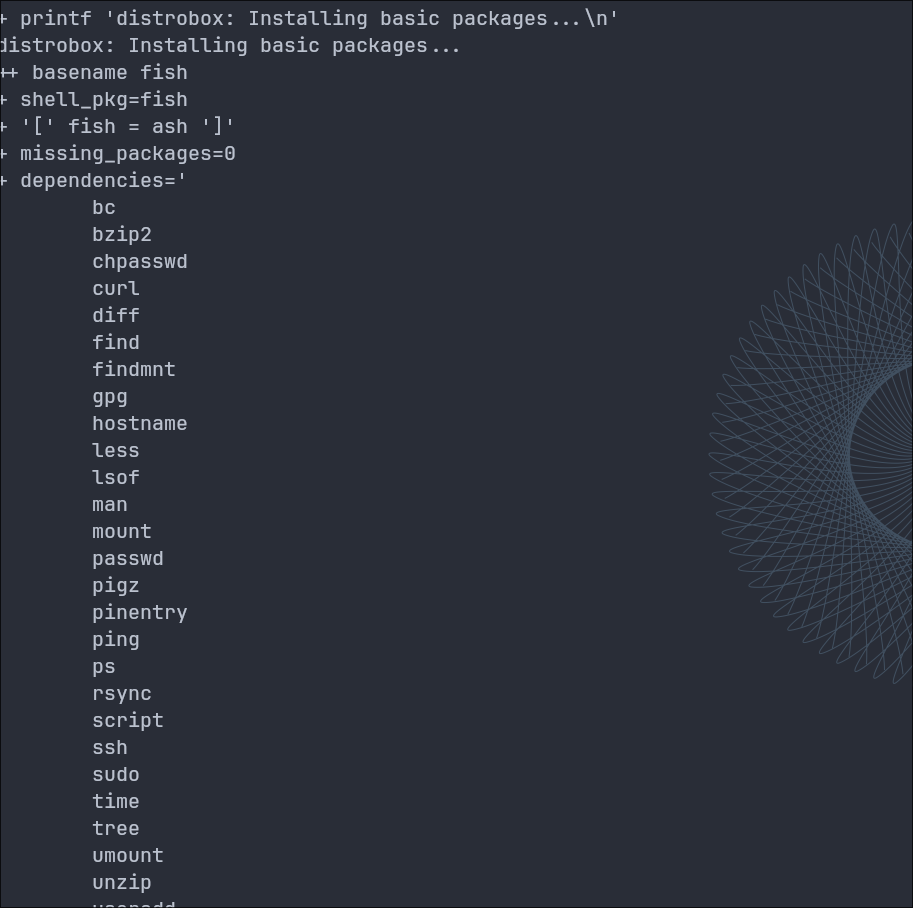 + printf 'distrobox: Installing basic packages...\n'
distrobox: Installing basic packages...
++ basename fish
+ shell_pkg=fish
+ '[' fish = ash ']'
+ missing_packages=0
+ dependencies='
bc
bzip2
chpasswd
curl
diff
find
findmnt
gpg
hostname
less
lsof
man
mount
passwd
pigz
pinentry
ping
ps
rsync
script
ssh
sudo
time
tree
umount
unzip